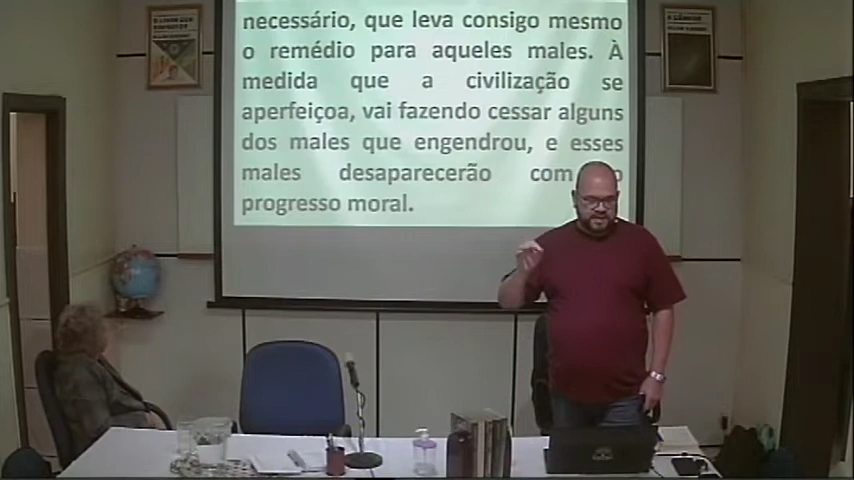 necessário, que leva consigo mesmo
o remédio para aqueles males. À
medida que a civilização se
aperfeiçoa, vai fazendo cessar alguns
dos males que engendrou, e esses
males desaparecerão com o
progresso moral.